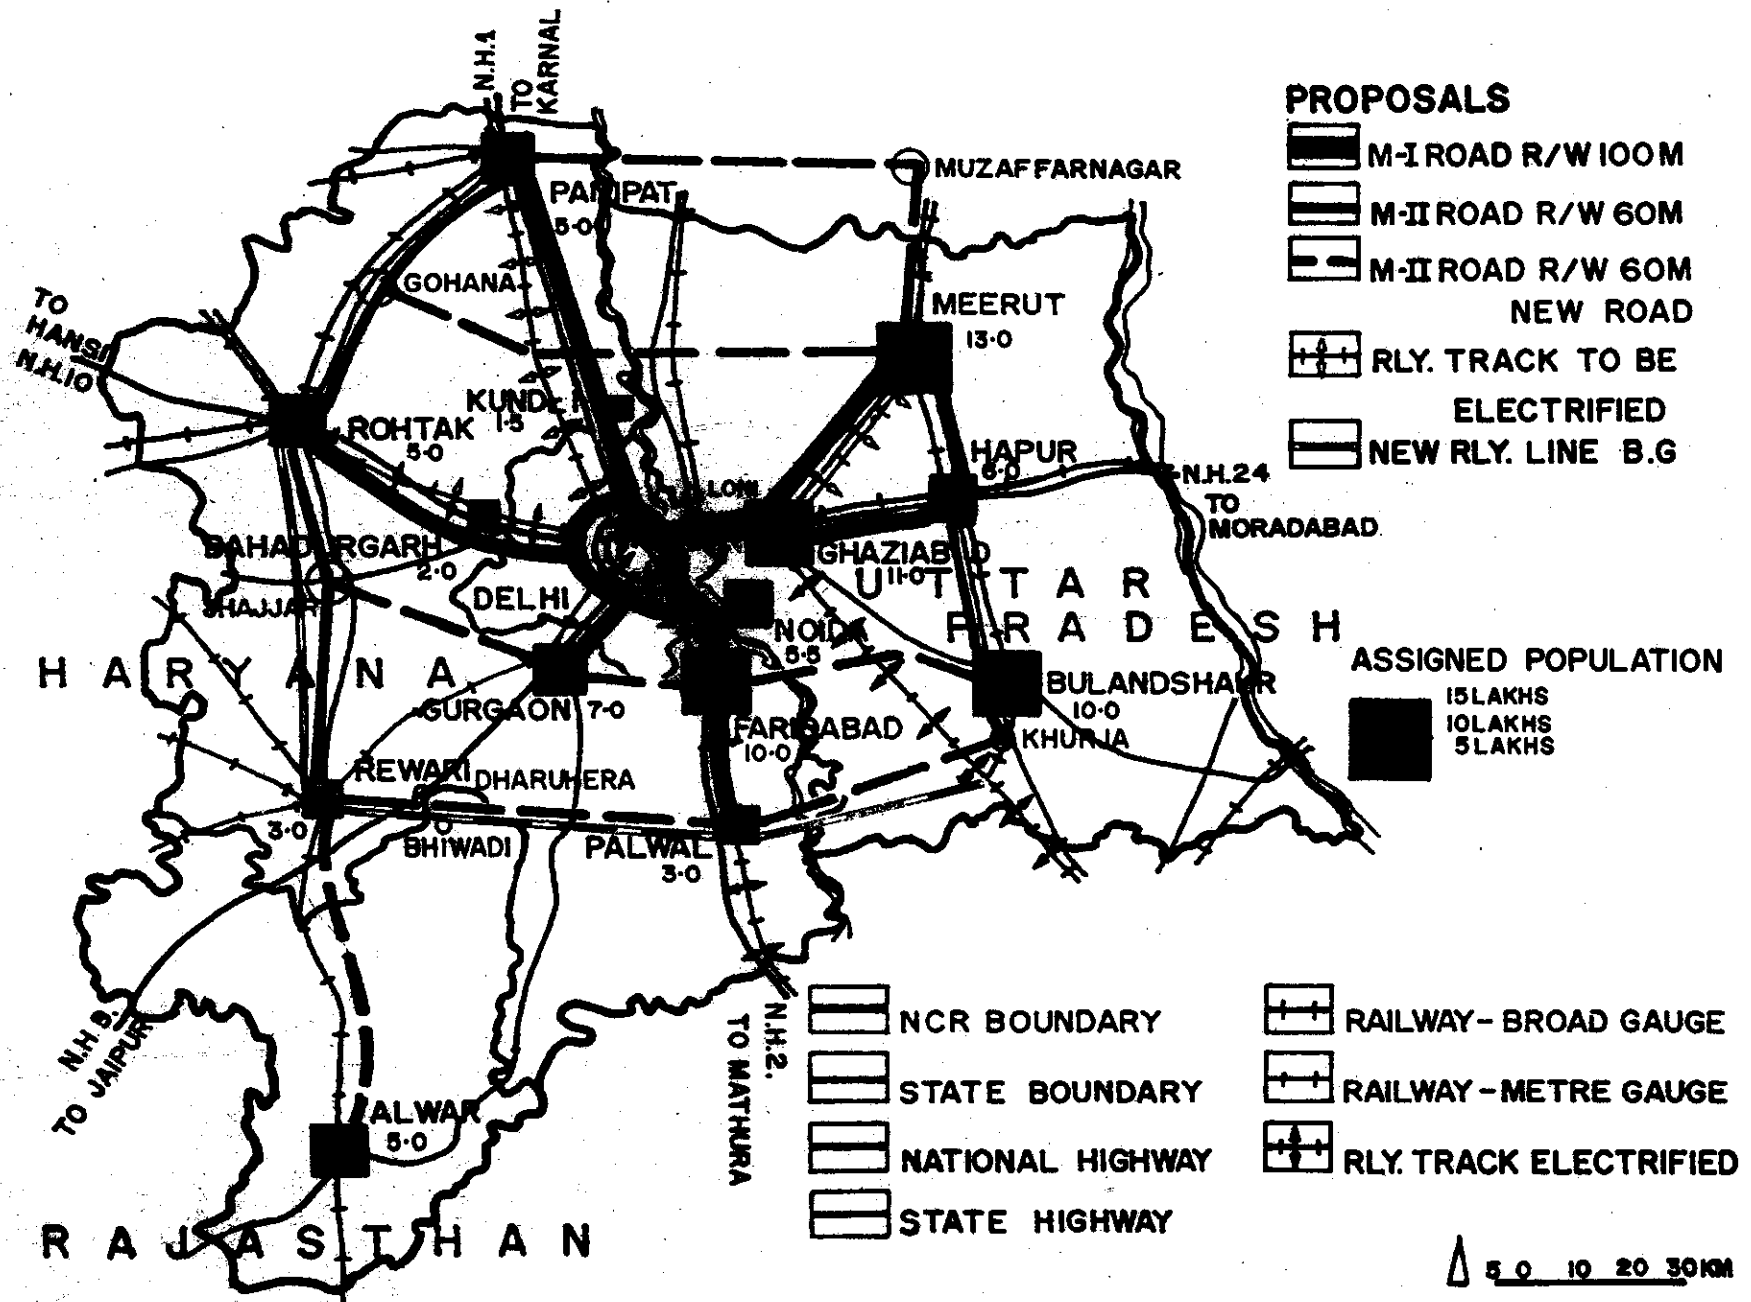 N.H.1
TO
KARNAL
PROPOSALS
M-I ROAD R/W 100M
M-II ROAD R/W 60M
M-II ROAD R/W 60M
NEW ROAD
RLY. TRACK TO BE
ELECTRIFIED
NEW RLY. LINE B.G
MUZAFFARNAGAR
PANIPAT
5.0
GOHANA
TO
HANSI
N.H.10
MEERUT
13.0
KUNDLI
1.5
ROHTAK
5.0
HAPUR
6.0
N.H.24
TO
MORADABAD
LONI
BAHADURGARH
2.0
GHAZIABAD
11.0
JHAJJAR
DELHI
UTTAR
PRADESH
NOIDA
5.5
HARYANA
GURGAON 7.0
FARIDABAD
10.0
BULANDSHAHR
10.0
KHURJA
ASSIGNED POPULATION
15 LAKHS
10 LAKHS
5 LAKHS
REWARI
3.0
DHARUHERA
BHIWADI
PALWAL
3.0
N.H.8.
TO JAIPUR
N.H.2.
TO MATHURA
ALWAR
5.0
RAJASTHAN
NCR BOUNDARY
STATE BOUNDARY
NATIONAL HIGHWAY
STATE HIGHWAY
RAILWAY-BROAD GAUGE
RAILWAY-METRE GAUGE
RLY. TRACK ELECTRIFIED
5 0 10 20 30KM